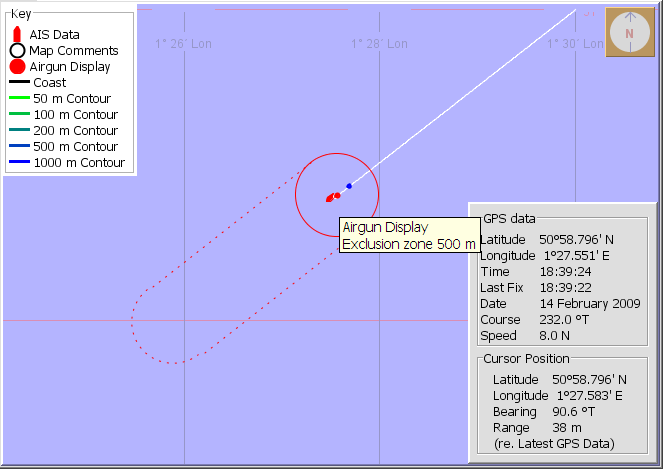 Key
AIS Data
Map Comments
Airgun Display
Coast
50 m Contour
100 m Contour
200 m Contour
500 m Contour
1000 m Contour
1° 26' Lon
1° 28' Lon
1° 30' Lon
N
Airgun Display
Exclusion zone 500 m
GPS data
Latitude 50°58.796' N
Longitude 1°27.551' E
Time 18:39:24
Last Fix 18:39:22
Date 14 February 2009
Course 232.0 °T
Speed 8.0 N
Cursor Position
Latitude 50°58.796' N
Longitude 1°27.583' E
Bearing 90.6 °T
Range 38 m
(re. Latest GPS Data)